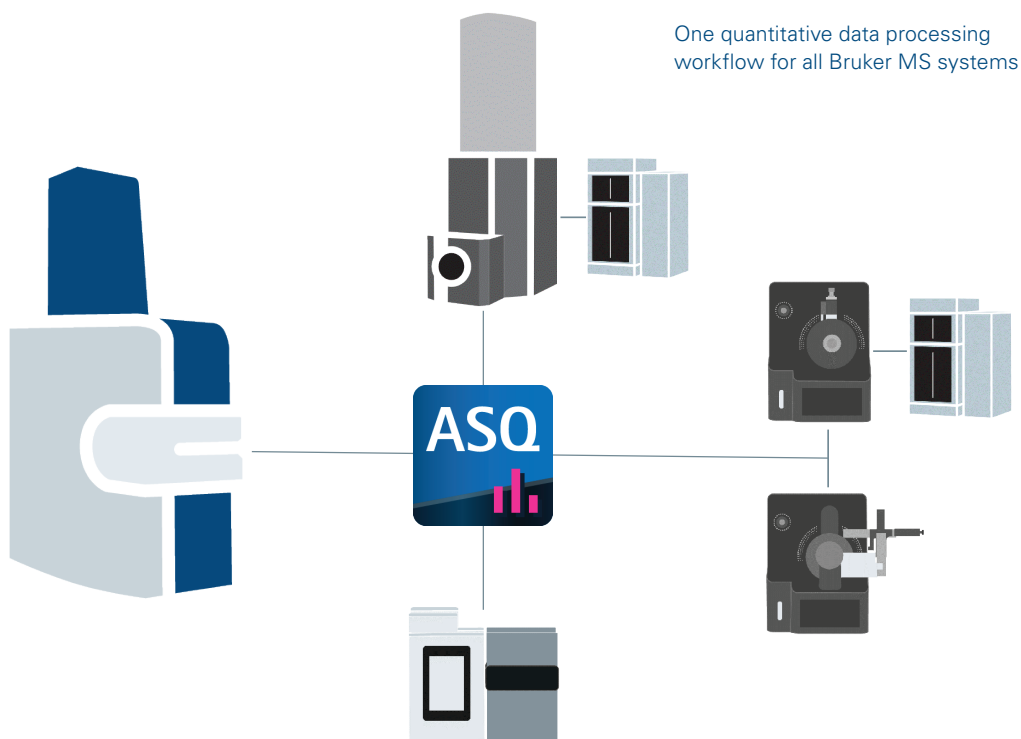 One quantitative data processing
workflow for all Bruker MS systems
ASQ